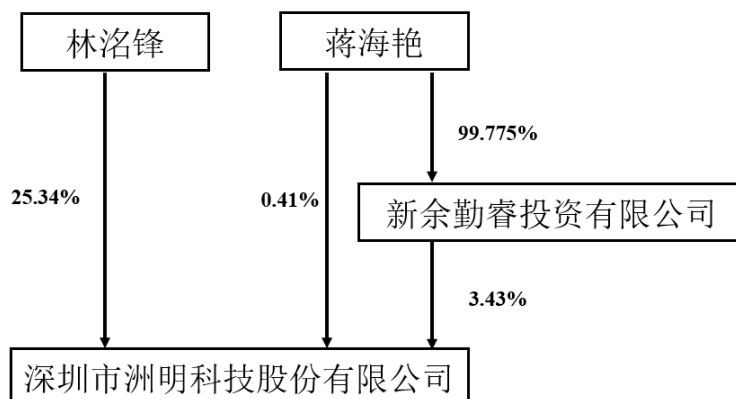 林洺锋
蒋海艳
99.775%
25.34%
0.41%
新余勤睿投资有限公司
3.43%
深圳市洲明科技股份有限公司